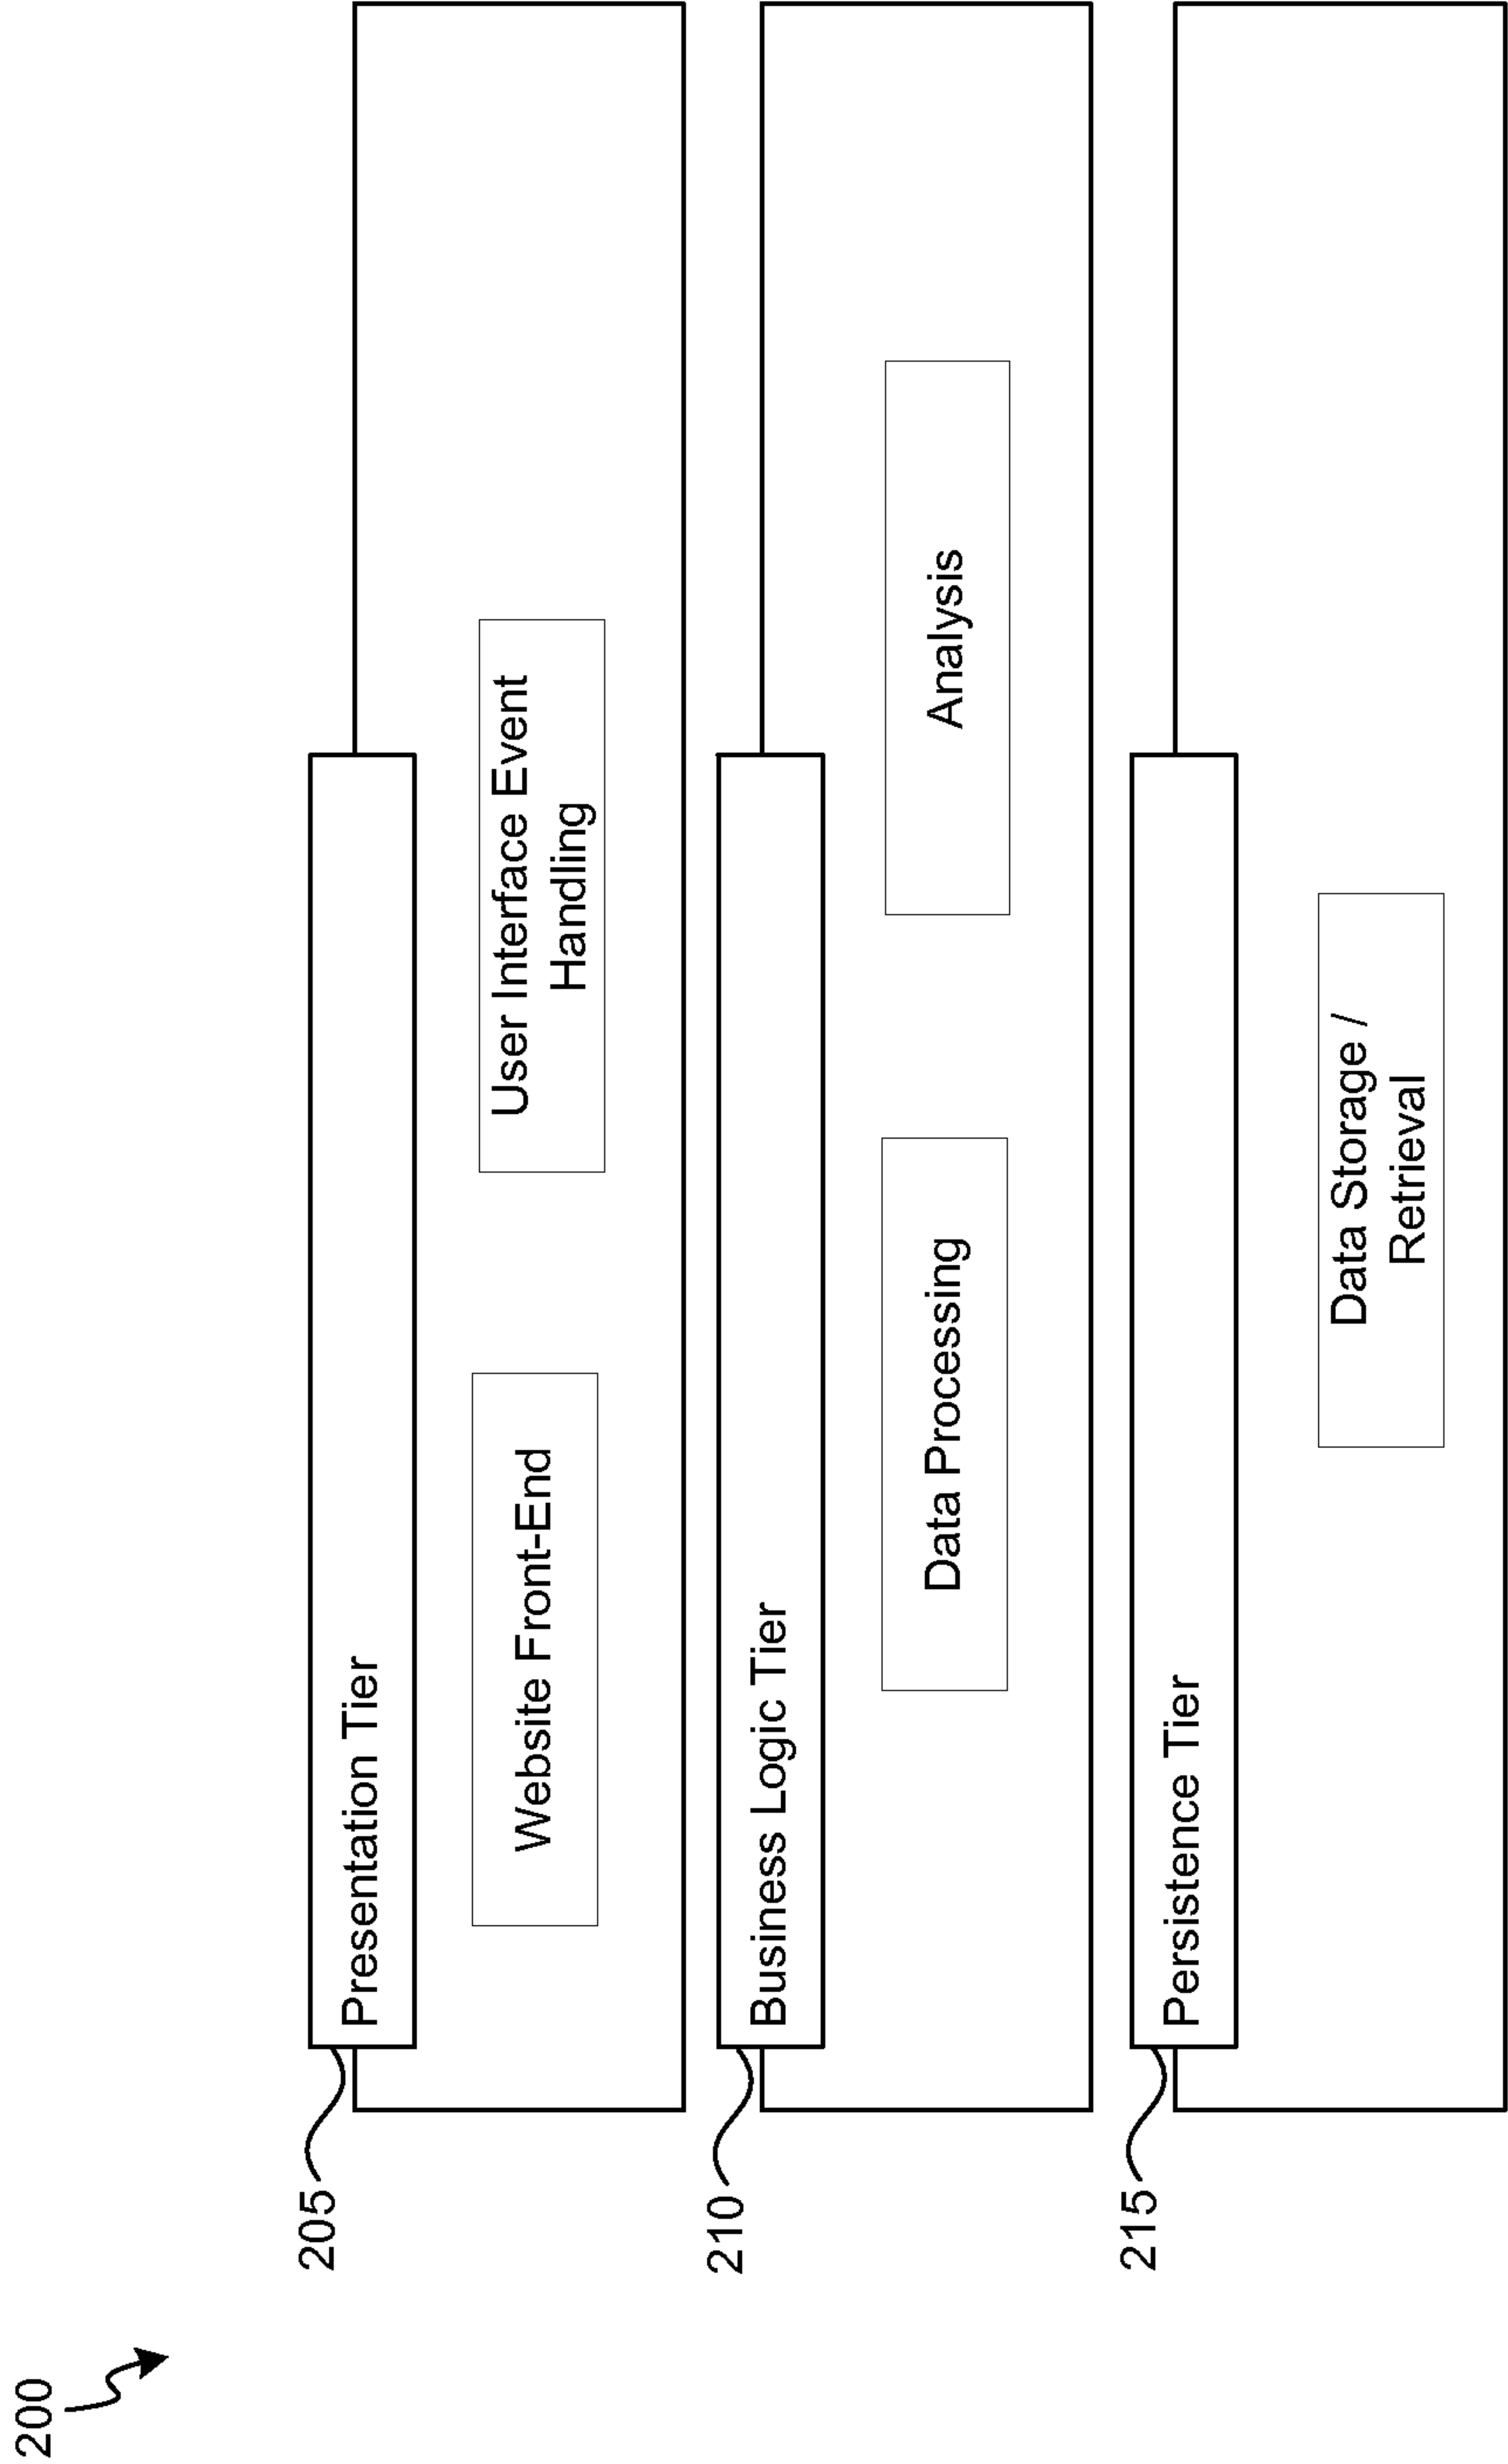 200
205
Presentation Tier
Website Front-End
User Interface Event
Handling
210
Business Logic Tier
Data Processing
Analysis
215
Persistence Tier
Data Storage /
Retrieval